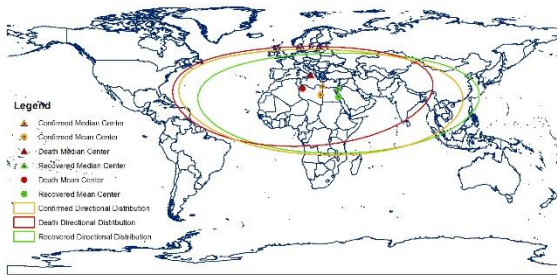 Legend
Confirmed Median Center
Confirmed Mean Center
Death Median Center
Recovered Median Center
Death Mean Center
Recovered Mean Center
Confirmed Directional Distribution
Death Directional Distribution
Recovered Directional Distribution